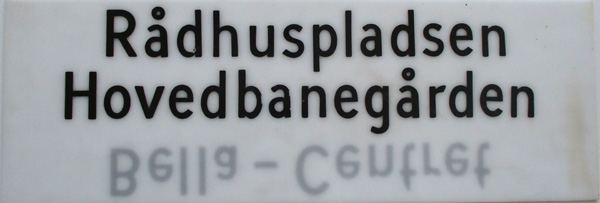 Rådhuspladsen
Hovedbanegården
Bella - Centret